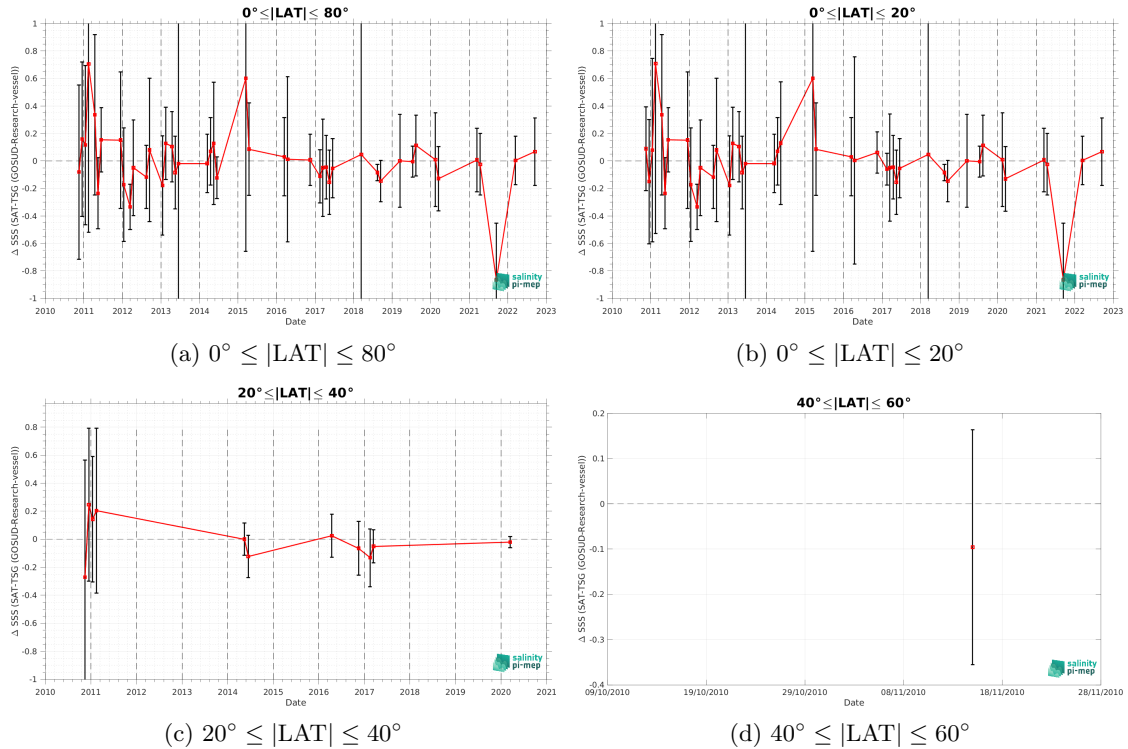 0°≤|LAT|≤ 80°
Δ SSS (SAT-TSG (GOSUD-Research-vessel))
1
0.8
0.6
0.4
0.2
0
-0.2
-0.4
-0.6
-0.8
-1
2010 2011 2012 2013 2014 2015 2016 2017 2018 2019 2020 2021 2022 2023
Date
salinity
pi-mep
(a) 0° ≤ |LAT| ≤ 80°
0°≤|LAT|≤ 20°
Δ SSS (SAT-TSG (GOSUD-Research-vessel))
1
0.8
0.6
0.4
0.2
0
-0.2
-0.4
-0.6
-0.8
-1
2010 2011 2012 2013 2014 2015 2016 2017 2018 2019 2020 2021 2022 2023
Date
salinity
pi-mep
(b) 0° ≤ |LAT| ≤ 20°
20°≤|LAT|≤ 40°
Δ SSS (SAT-TSG (GOSUD-Research-vessel))
0.8
0.6
0.4
0.2
0
-0.2
-0.4
-0.6
-0.8
-1
2010 2011 2012 2013 2014 2015 2016 2017 2018 2019 2020 2021
Date
salinity
pi-mep
(c) 20° ≤ |LAT| ≤ 40°
40°≤|LAT|≤ 60°
Δ SSS (SAT-TSG (GOSUD-Research-vessel))
0.2
0.1
0
-0.1
-0.2
-0.3
-0.4
09/10/2010 19/10/2010 29/10/2010 08/11/2010 18/11/2010 28/11/2010
Date
salinity
pi-mep
(d) 40° ≤ |LAT| ≤ 60°